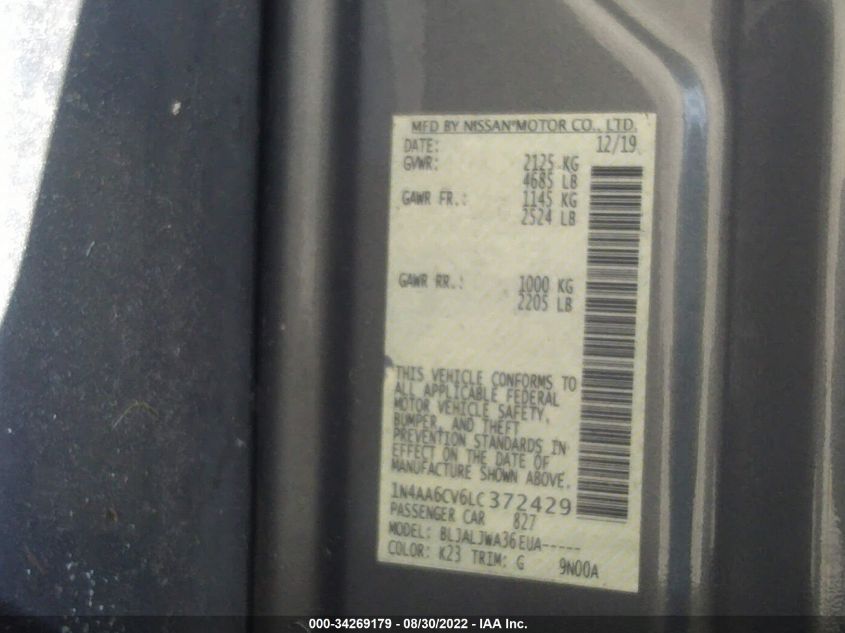 MFD BY NISSAN MOTOR CO., LTD.
DATE: 12/19
GVWR: 2125 KG
4685 LB
GAWR FR.: 1145 KG
2524 LB
GAWR RR.: 1000 KG
2205 LB
THIS VEHICLE CONFORMS TO
ALL APPLICABLE FEDERAL
MOTOR VEHICLE SAFETY,
BUMPER, AND THEFT
PREVENTION STANDARDS IN
EFFECT ON THE DATE OF
MANUFACTURE SHOWN ABOVE.
1N4AA6CV6LC372429
PASSENGER CAR 827
MODEL: BLJALJWA36EUA-----
COLOR: K23 TRIM: G 9N00A
000-34269179 - 08/30/2022 - IAA Inc.